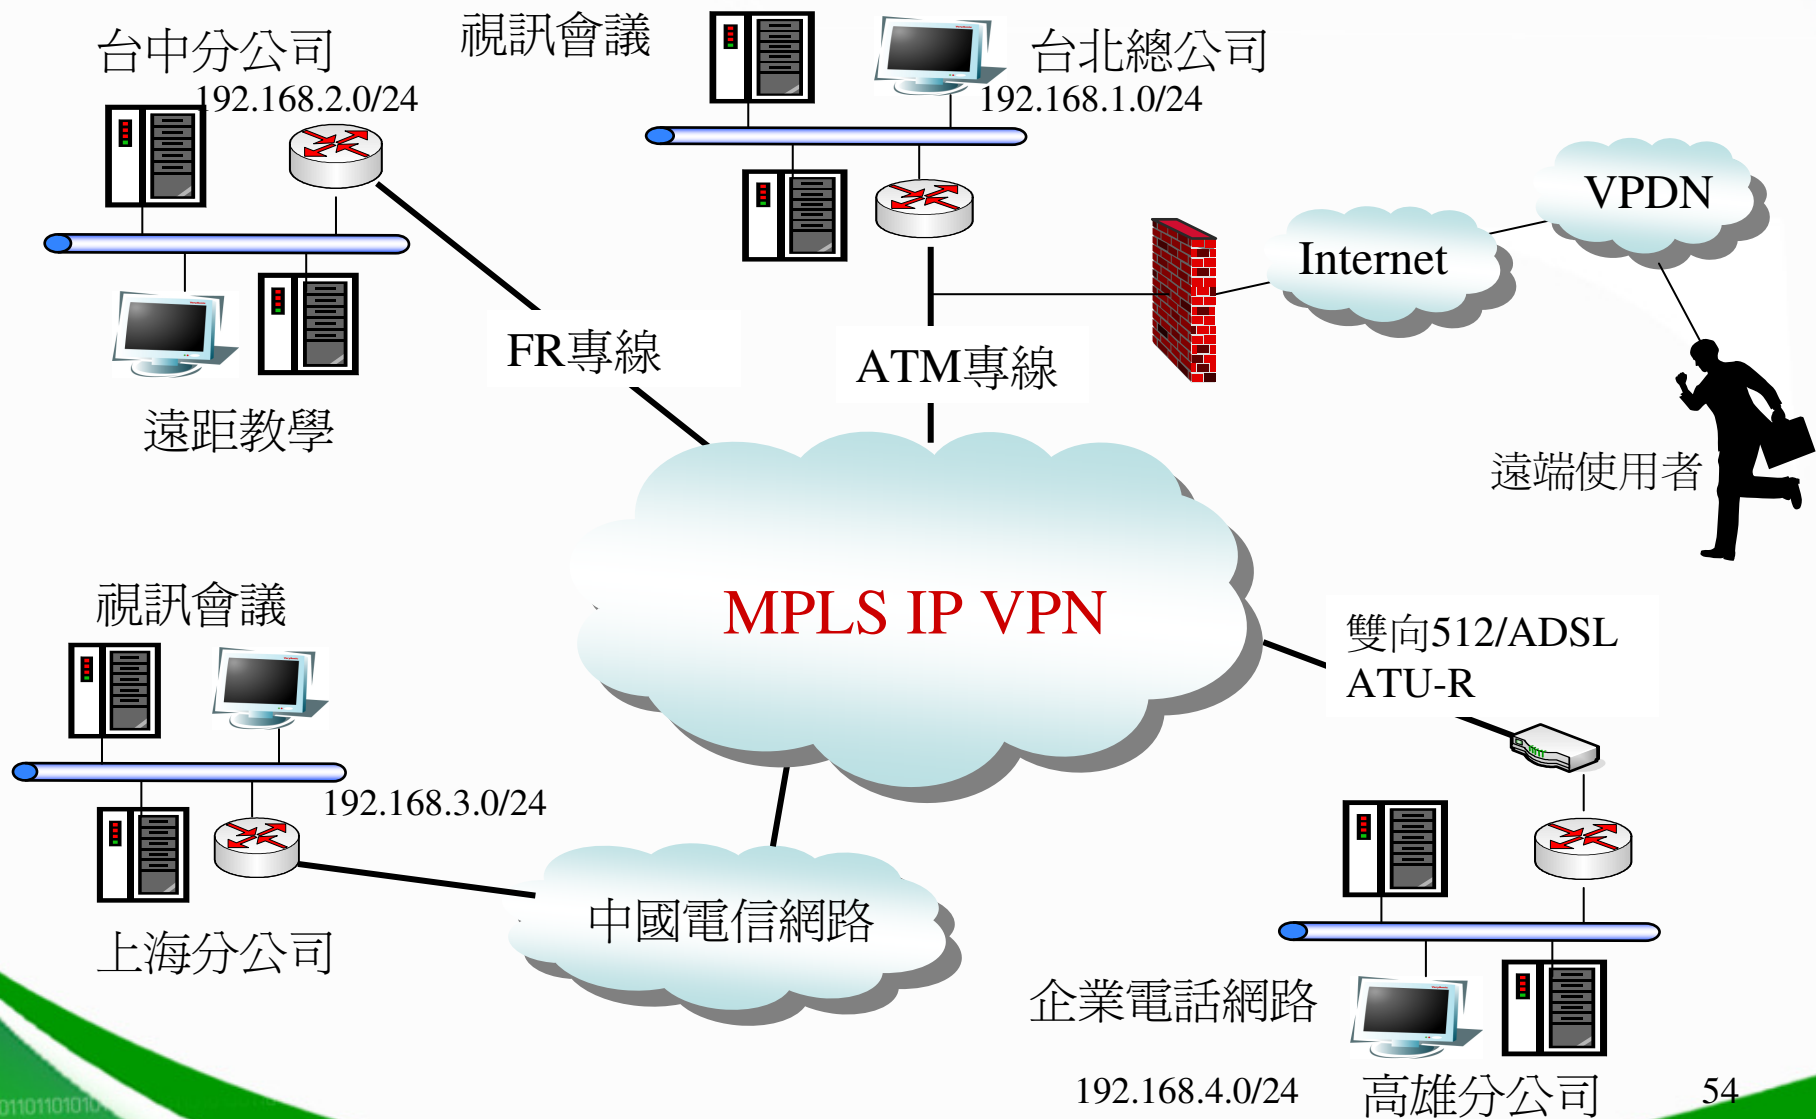 視訊會議
台中分公司
台北總公司
192.168.2.0/24
192.168.1.0/24
VPDN
Internet
FR專線
ATM專線
遠距教學
遠端使用者
視訊會議
MPLS IP VPN
雙向512/ADSL
ATU-R
192.168.3.0/24
中國電信網路
上海分公司
企業電話網路
192.168.4.0/24
高雄分公司
54